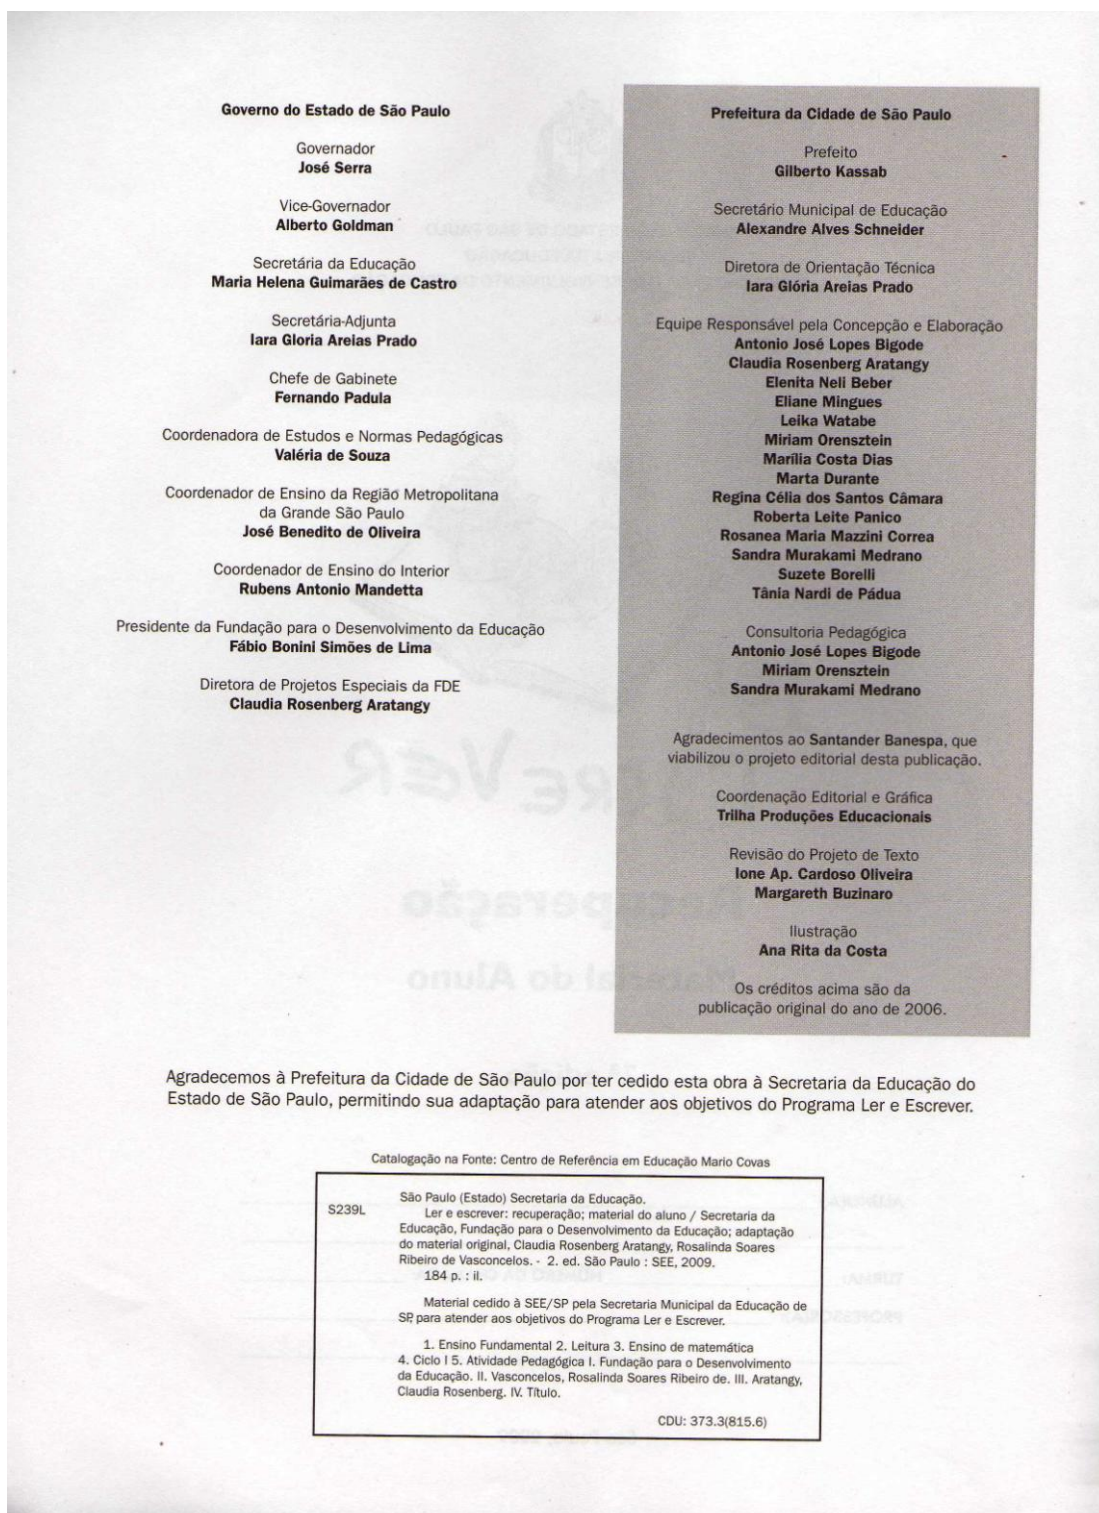 Governo do Estado de São Paulo
Governador
José Serra
Vice-Governador
Alberto Goldman
Secretária da Educação
Maria Helena Guimarães de Castro
Secretária-Adjunta
Iara Gloria Areias Prado
Chefe de Gabinete
Fernando Padula
Coordenadora de Estudos e Normas Pedagógicas
Valéria de Souza
Coordenador de Ensino da Região Metropolitana
da Grande São Paulo
José Benedito de Oliveira
Coordenador de Ensino do Interior
Rubens Antonio Mandetta
Presidente da Fundação para o Desenvolvimento da Educação
Fábio Bonini Simões de Lima
Diretora de Projetos Especiais da FDE
Claudia Rosenberg Aratangy
Prefeitura da Cidade de São Paulo
Prefeito
Gilberto Kassab
Secretário Municipal de Educação
Alexandre Alves Schneider
Diretora de Orientação Técnica
Iara Glória Areias Prado
Equipe Responsável pela Concepção e Elaboração
Antonio José Lopes Bigode
Claudia Rosenberg Aratangy
Elenita Neli Beber
Eliane Mingues
Leika Watabe
Miriam Orensztein
Marília Costa Dias
Marta Durante
Regina Célia dos Santos Câmara
Roberta Leite Panico
Rosanea Maria Mazzini Correa
Sandra Murakami Medrano
Suzete Borelli
Tânia Nardi de Pádua
Consultoria Pedagógica
Antonio José Lopes Bigode
Miriam Orensztein
Sandra Murakami Medrano
Agradecimentos ao Santander Banespa, que
viabilizou o projeto editorial desta publicação.
Coordenação Editorial e Gráfica
Trilha Produções Educacionais
Revisão do Projeto de Texto
Ione Ap. Cardoso Oliveira
Margareth Buzinaro
Ilustração
Ana Rita da Costa
Os créditos acima são da
publicação original do ano de 2006.
Agradecemos à Prefeitura da Cidade de São Paulo por ter cedido esta obra à Secretaria da Educação do
Estado de São Paulo, permitindo sua adaptação para atender aos objetivos do Programa Ler e Escrever.
Catalogação na Fonte: Centro de Referência em Educação Mario Covas
S239L
São Paulo (Estado) Secretaria da Educação.
Ler e escrever: recuperação; material do aluno / Secretaria da
Educação, Fundação para o Desenvolvimento da Educação; adaptação
do material original, Claudia Rosenberg Aratangy, Rosalinda Soares
Ribeiro de Vasconcelos. - 2. ed. São Paulo : SEE, 2009.
184 p. : il.
Material cedido à SEE/SP pela Secretaria Municipal da Educação de
SP, para atender aos objetivos do Programa Ler e Escrever.
1. Ensino Fundamental 2. Leitura 3. Ensino de matemática
4. Ciclo I 5. Atividade Pedagógica I. Fundação para o Desenvolvimento
da Educação. II. Vasconcelos, Rosalinda Soares Ribeiro de. III. Aratangy,
Claudia Rosenberg. IV. Título.
CDU: 373.3(815.6)